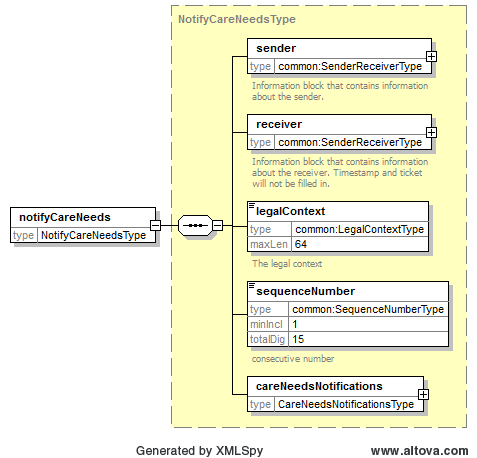 NotifyCareNeedsType
sender
type common:SenderReceiverType
Information block that contains information
about the sender.
receiver
type common:SenderReceiverType
Information block that contains information
about the receiver. Timestamp and ticket
will not be filled in.
notifyCareNeeds
type NotifyCareNeedsType
legalContext
type common:LegalContextType
maxLen 64
The legal context
sequenceNumber
type common:SequenceNumberType
minIncl 1
totalDig 15
consecutive number
careNeedsNotifications
type CareNeedsNotificationsType
Generated by XMLSpy
www.altova.com